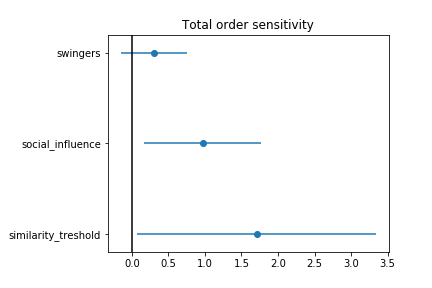 Total order sensitivity
swingers
social_influence
similarity_treshold
0.0 0.5 1.0 1.5 2.0 2.5 3.0 3.5